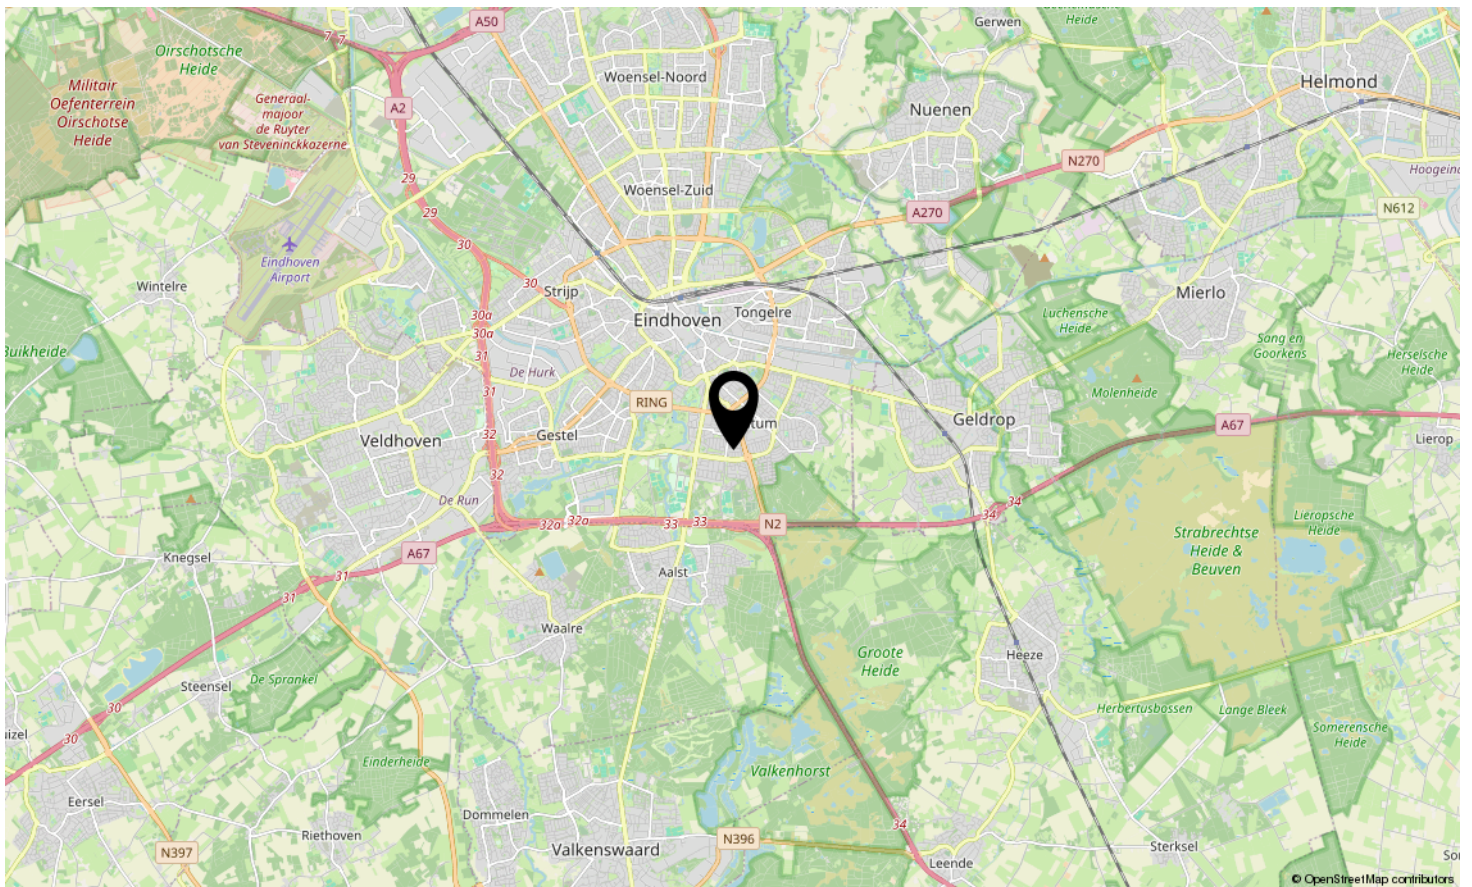 A50
Gerwen
Heide
7
7
Oirschotsche
Heide
Woensel-Noord
Helmond
Militair
Oefenterrein
Oirschotse
Heide
Generaal-
majoor
de Ruyter
van Steveninckkazerne
A2
Nuenen
N270
Hoogeind
29
Woensel-Zuid
29
A270
N612
30
Eindhoven
Airport
30
Wintelre
Strijp
Mierlo
30a
Eindhoven
Tongelre
Luchensche
Heide
30a
Buikheide
31
Sang en
Goorkens
Herselsche
Heide
De Hurk
31
Molenheide
RING
tum
Geldrop
A67
Lierop
Veldhoven
32
Gestel
32
De Run
34
34
32a
32a
33
33
N2
Lieropsche
Heide
Strabrechtse
Heide &
Beuven
Knegsel
A67
31
31
Aalst
Waalre
Groote
Heide
Heeze
Steensel
De Sprankel
30
30
Herbertusbossen
Lange Bleek
Somerensche
Heide
uizel
Einderheide
Valkenhorst
Eersel
Dommelen
Riethoven
34
N397
Valkenswaard
N396
Leende
Sterksel
So
© OpenStreetMap contributors